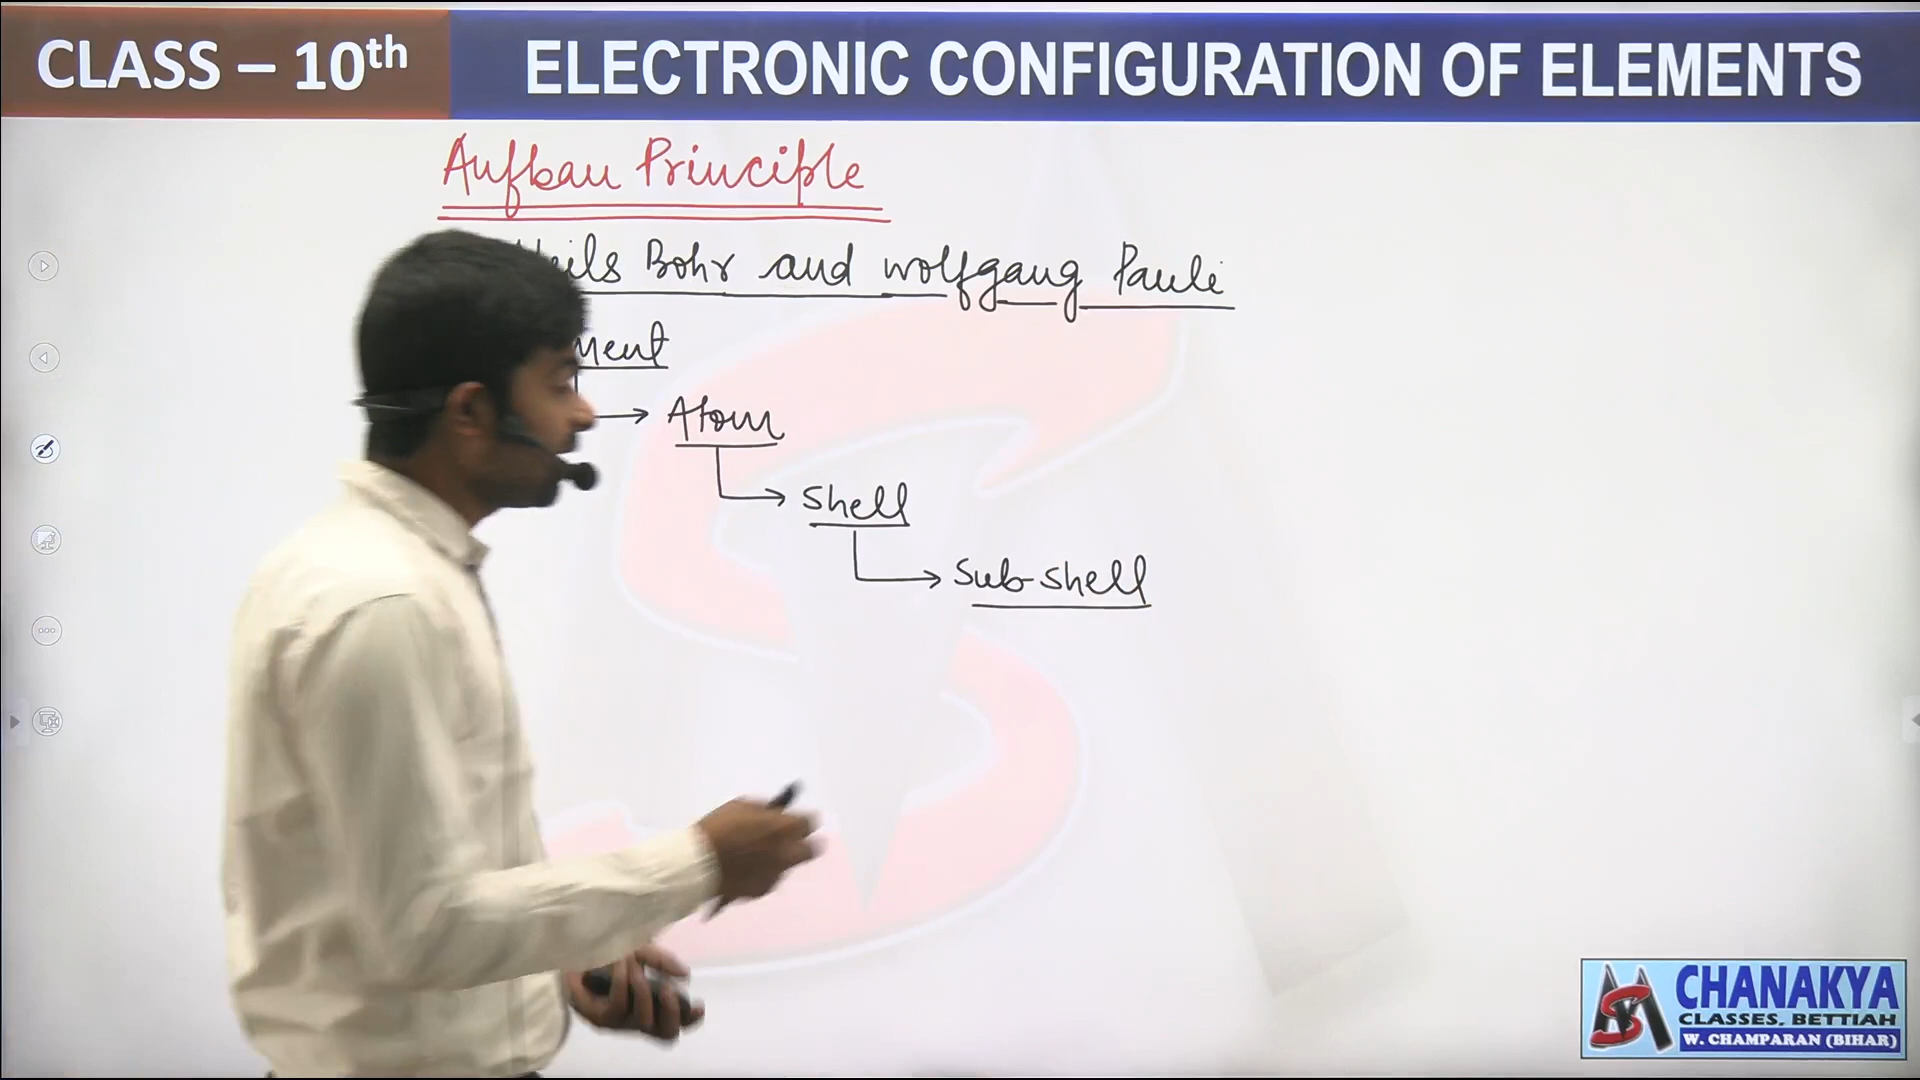 CLASS – 10th
ELECTRONIC CONFIGURATION OF ELEMENTS
Aufbau Principle
Bohr and wolfgang Pauli
Atom
Shell
Sub-shell
CHANAKYA
CLASSES, BETTIAH
W. CHAMPARAN (BIHAR)